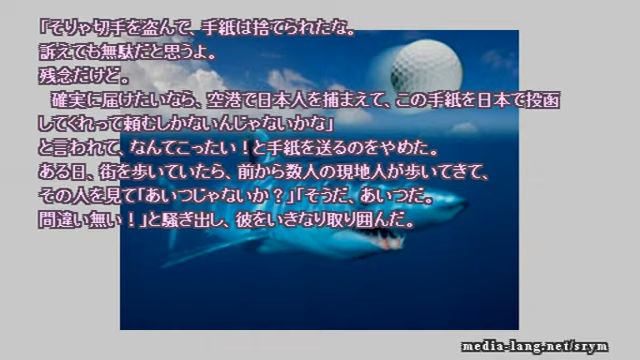 「そりゃ切手を盗んで、手紙は捨てられたな。
訴えても無駄だと思うよ。
残念だけど。
　確実に届けたいなら、空港で日本人を捕まえて、この手紙を日本で投函
してくれって頼むしかないんじゃないかな」
と言われて、なんてこったい！と手紙を送るのをやめた。
ある日、街を歩いていたら、前から数人の現地人が歩いてきて、
その人を見て「あいつじゃないか？」「そうだ、あいつだ。
間違い無い！」と騒ぎ出し、彼をいきなり取り囲んだ。
media-lang-net/srym